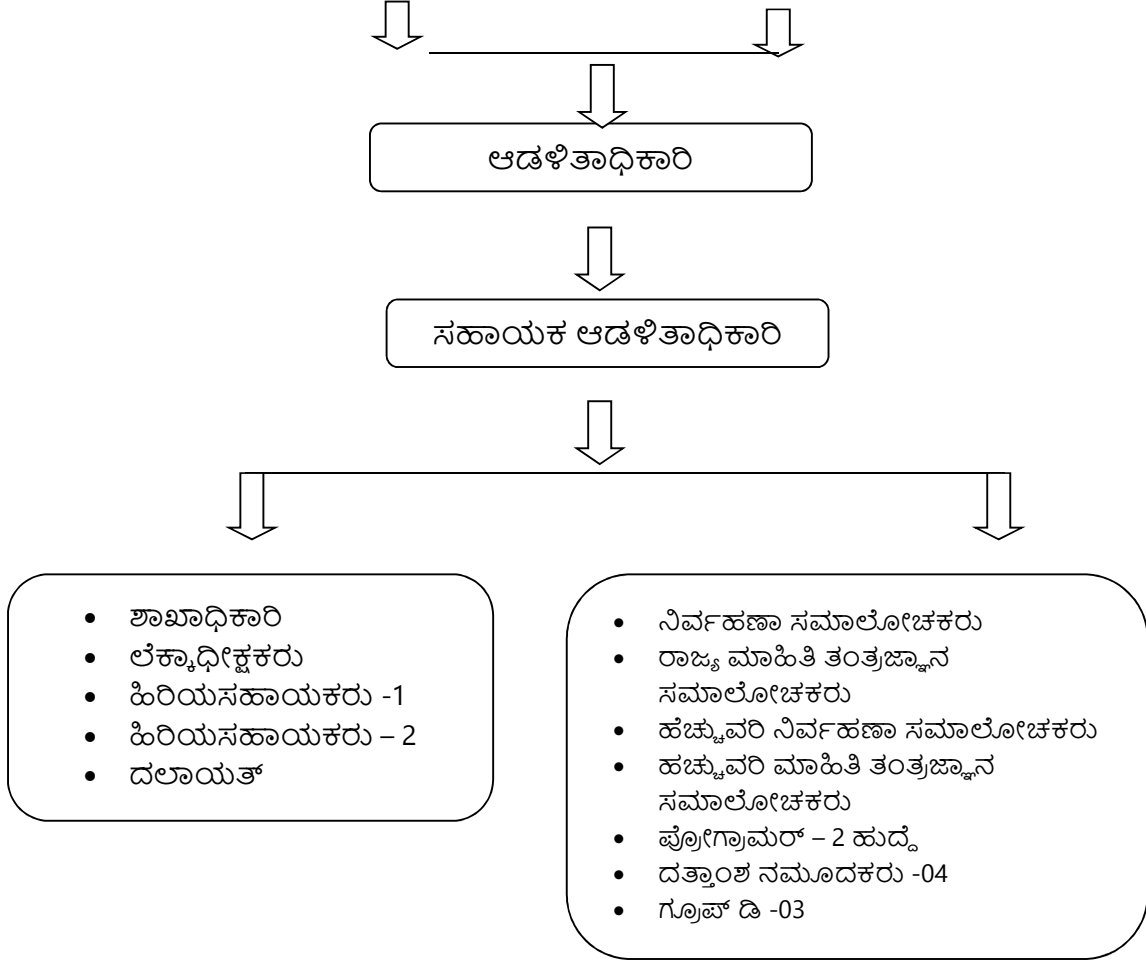 ಆಡಳಿತಾಧಿಕಾರಿ
ಸಹಾಯಕ ಆಡಳಿತಾಧಿಕಾರಿ
• ಶಾಖಾಧಿಕಾರಿ
• ಲೆಕ್ಕಾಧೀಕ್ಷಕರು
• ಹಿರಿಯಸಹಾಯಕರು -1
• ಹಿರಿಯಸಹಾಯಕರು – 2
• ದಲಾಯತ್
• ನಿರ್ವಹಣಾ ಸಮಾಲೋಚಕರು
• ರಾಜ್ಯ ಮಾಹಿತಿ ತಂತ್ರಜ್ಞಾನ
ಸಮಾಲೋಚಕರು
• ಹೆಚ್ಚುವರಿ ನಿರ್ವಹಣಾ ಸಮಾಲೋಚಕರು
• ಹಚ್ಚುವರಿ ಮಾಹಿತಿ ತಂತ್ರಜ್ಞಾನ
ಸಮಾಲೋಚಕರು
• ಪ್ರೋಗ್ರಾಮರ್ – 2 ಹುದ್ದೆ
• ದತ್ತಾಂಶ ನಮೂದಕರು -04
• ಗ್ರೂಪ್ ಡಿ -03